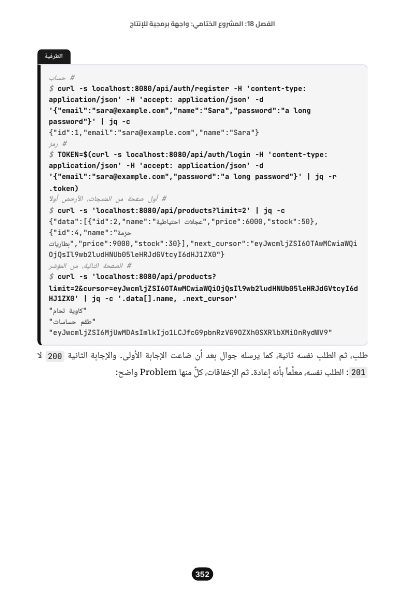 الفصل 18: المشروع الختامي: واجهة برمجية للإنتاج
الطرفية
# حساب
$ curl -s localhost:8080/api/auth/register -H 'content-type:
application/json' -H 'accept: application/json' -d
'{"email":"sara@example.com","name":"Sara","password":"a long
password"}' | jq -c
{"id":1,"email":"sara@example.com","name":"Sara"}
# رمز
$ TOKEN=$(curl -s localhost:8080/api/auth/login -H 'content-type:
application/json' -H 'accept: application/json' -d
'{"email":"sara@example.com","password":"a long password"}' | jq -r
.token)
# أول صفحة من المنتجات، الأرخص أولًا
$ curl -s 'localhost:8080/api/products?limit=2' | jq -c
{"data":[{"id":2,"name":"عجلات احتياطية","price":6000,"stock":50},
{"id":4,"name":"حزمة
بطاريات","price":9000,"stock":30}],"next_cursor":"eyJwcmljZSI6OTAwMCwiaWQi
OjQsIl9wb2ludHNUb05leHRJdGVtcyI6dHJ1ZX0"}
# الصفحة التالية، من المؤشر
$ curl -s 'localhost:8080/api/products?
limit=2&cursor=eyJwcmljZSI6OTAwMCwiaWQiOjQsIl9wb2ludHNUb05leHRJdGVtcyI6d
HJ1ZX0' | jq -c '.data[].name, .next_cursor'
"كاوية لحام"
"طقم حساسات"
"eyJwcmljZSI6MjUwMDAsImlkIjo1LCJfcG9pbnRzVG9OZXh0SXRlbXMiOnRydWV9"
طلب، ثم الطلب نفسه ثانية، كما يرسله جوال بعد أن ضاعت الإجابة الأولى. والإجابة الثانية 200 لا
201: الطلب نفسه، معلَّماً بأنه إعادة. ثم الإخفاقات، كلٌّ منها Problem واضح:
352